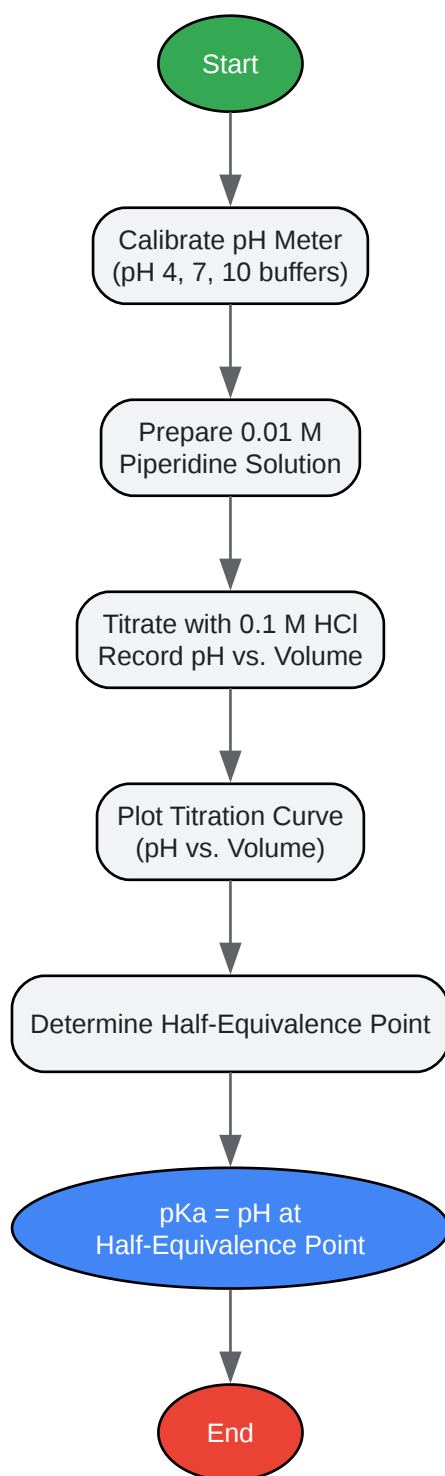 Start
Calibrate pH Meter
(pH 4, 7, 10 buffers)
Prepare 0.01 M
Piperidine Solution
Titrate with 0.1 M HCl
Record pH vs. Volume
Plot Titration Curve
(pH vs. Volume)
Determine Half-Equivalence Point
pKa = pH at
Half-Equivalence Point
End